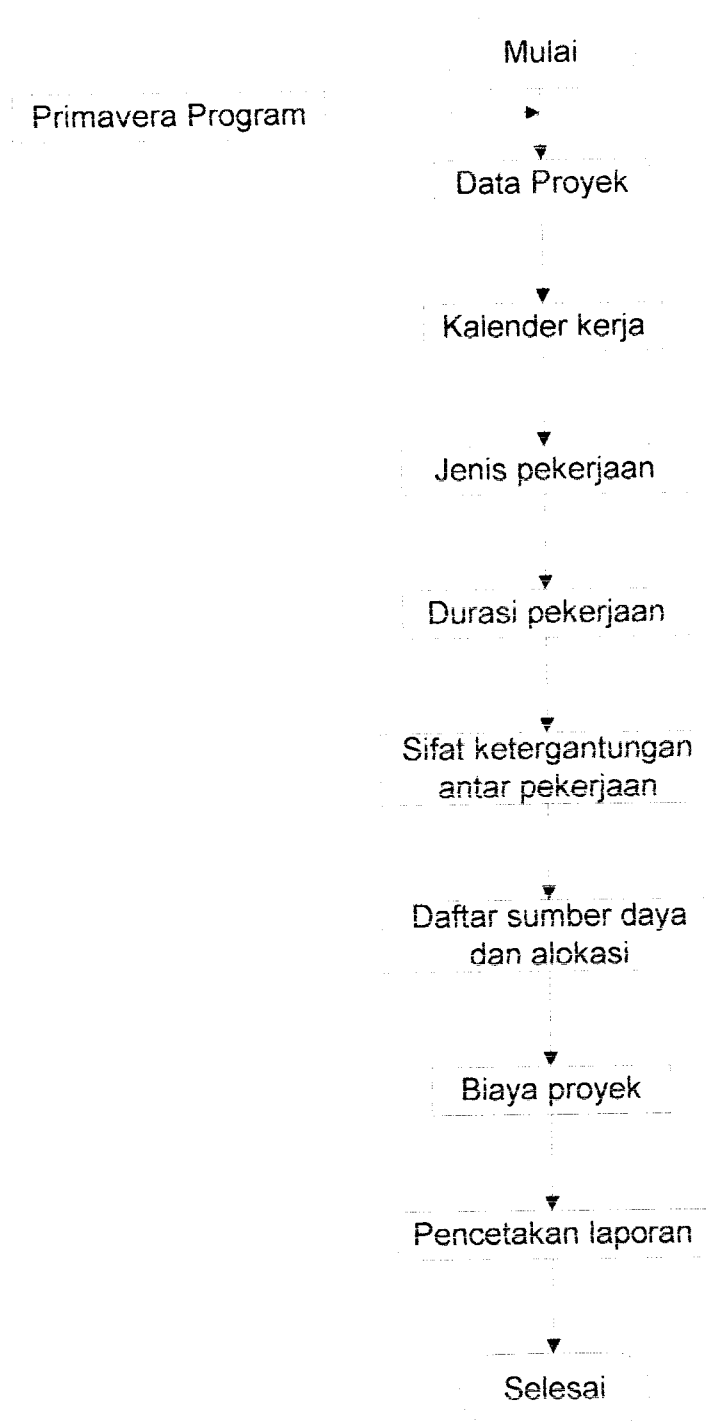 Mulai
Primavera Program
Data Proyek
Kalender kerja
Jenis pekerjaan
Durasi pekerjaan
Sifat ketergantungan
antar pekerjaan
Daftar sumber daya
dan alokasi
Biaya proyek
Pencetakan laporan
Selesai